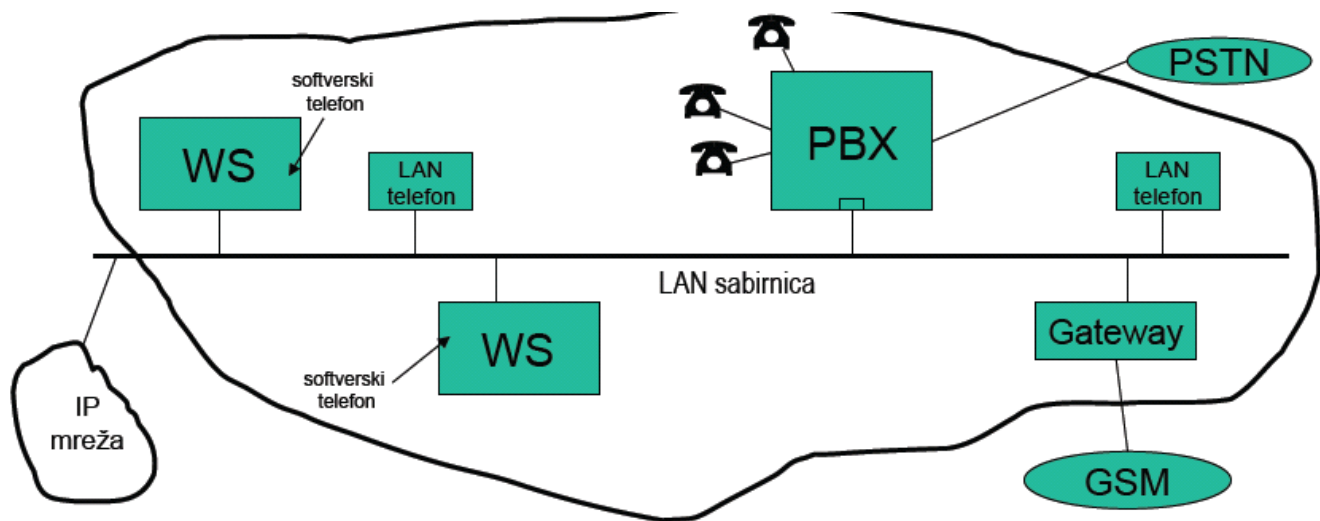 softverski
telefon
PSTN
WS
LAN
telefon
PBX
LAN
telefon
LAN sabirnica
Gateway
WS
softverski
telefon
IP
mreža
GSM